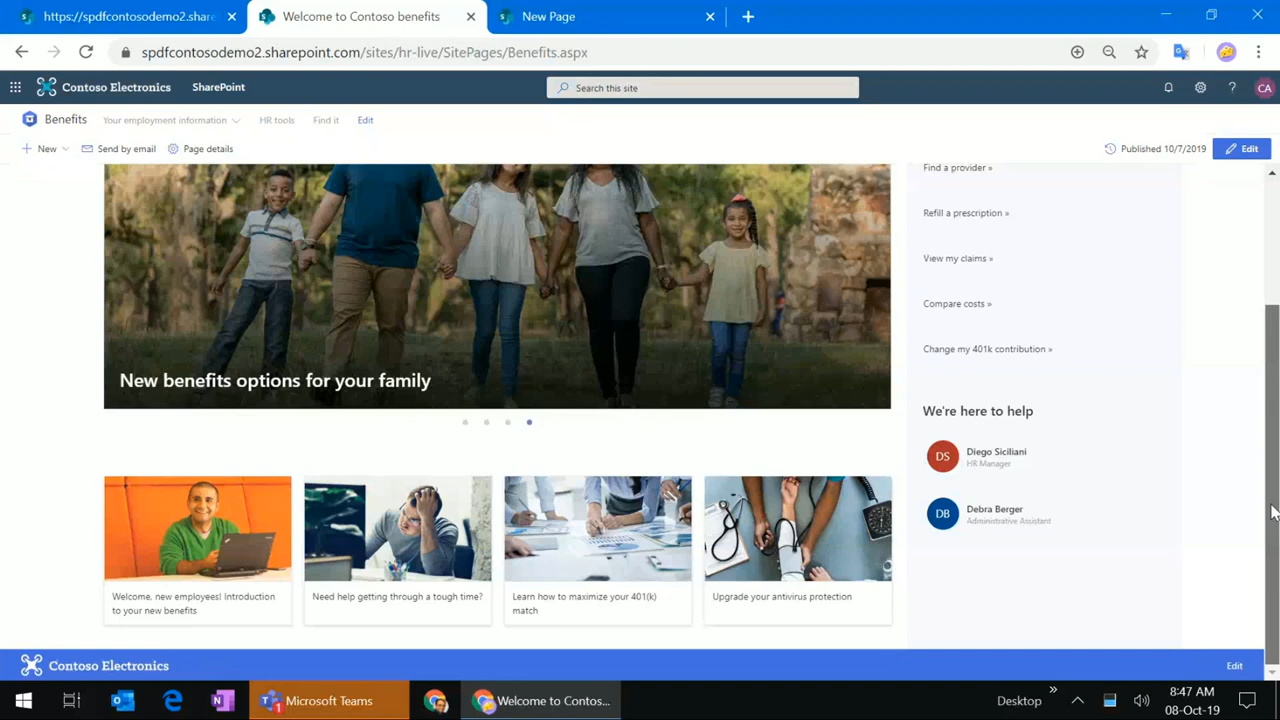 https://spdfcontosodemo2.share
Welcome to Contoso benefits
New Page
spdfcontosodemo2.sharepoint.com/sites/hr-live/SitePages/Benefits.aspx
Contoso Electronics
SharePoint
Search this site
CA
Benefits
Your employment information
HR tools
Find it
Edit
New
Send by email
Page details
Published 10/7/2019
Edit
New benefits options for your family
Find a provider »
Refill a prescription »
View my claims »
Compare costs »
Change my 401k contribution »
We're here to help
DS
Diego Siciliani
HR Manager
DB
Debra Berger
Administrative Assistant
Welcome, new employees! Introduction
to your new benefits
Need help getting through a tough time?
Learn how to maximize your 401(k)
match
Upgrade your antivirus protection
Contoso Electronics
Edit
Microsoft Teams
Welcome to Contos...
Desktop
8:47 AM
08-Oct-19